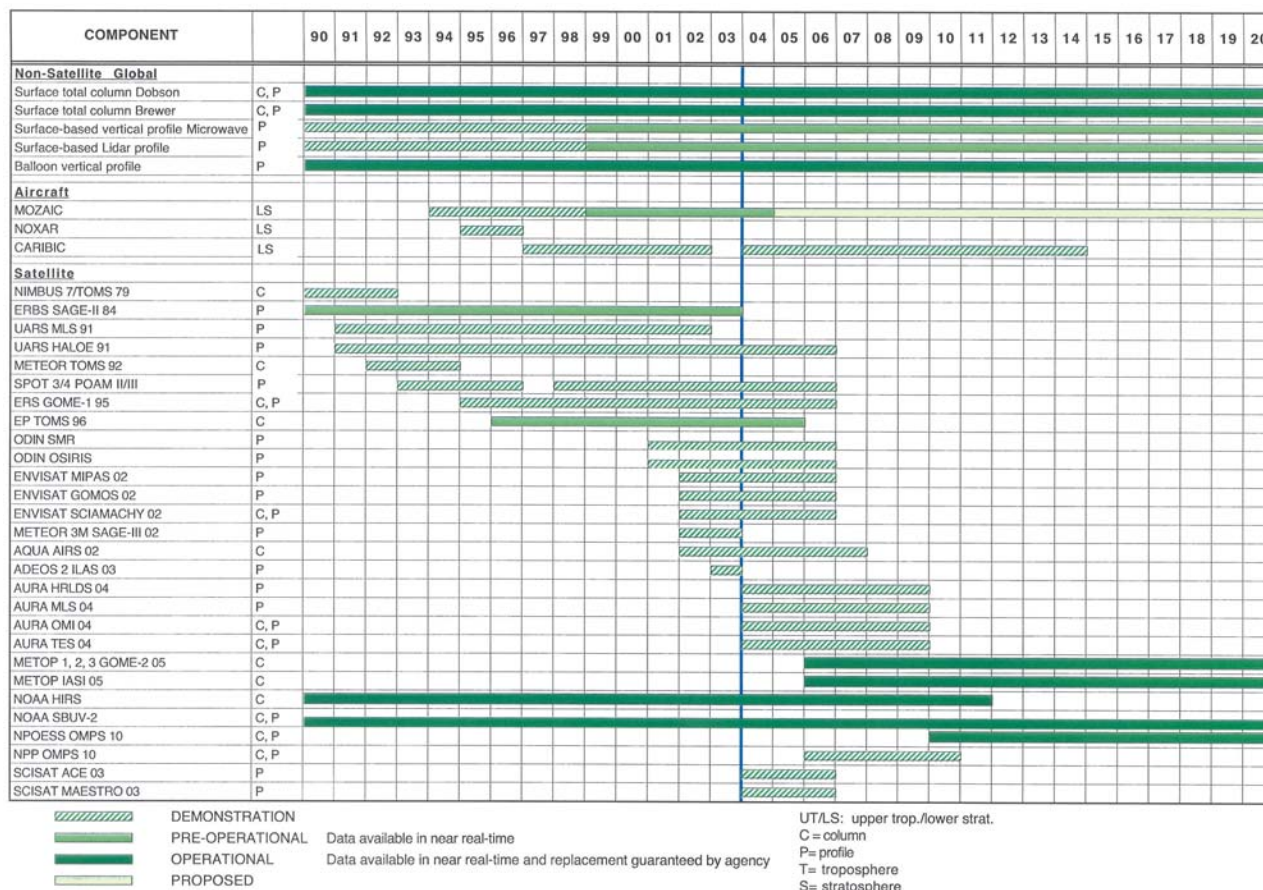 COMPONENT 90 91 92 93 94 95 96 97 98 99 00 01 02 03 04 05 06 07 08 09 10 11 12 13 14 15 16 17 18 19 20
Non-Satellite Global
Surface total column Dobson C, P
Surface total column Brewer C, P
Surface-based vertical profile Microwave P
Surface-based Lidar profile P
Balloon vertical profile P
Aircraft
MOZAIC LS
NOXAR LS
CARIBIC LS
Satellite
NIMBUS 7/TOMS 79 C
ERBS SAGE-II 84 P
UARS MLS 91 P
UARS HALOE 91 P
METEOR TOMS 92 C
SPOT 3/4 POAM II/III P
ERS GOME-1 95 C, P
EP TOMS 96 C
ODIN SMR P
ODIN OSIRIS P
ENVISAT MIPAS 02 P
ENVISAT GOMOS 02 P
ENVISAT SCIAMACHY 02 C, P
METEOR 3M SAGE-III 02 P
AQUA AIRS 02 C
ADEOS 2 ILAS 03 P
AURA HRLDS 04 P
AURA MLS 04 P
AURA OMI 04 C, P
AURA TES 04 C, P
METOP 1, 2, 3 GOME-2 05 C
METOP IASI 05 C
NOAA HIRS C
NOAA SBUV-2 C, P
NPOESS OMPS 10 C, P
NPP OMPS 10 C, P
SCISAT ACE 03 P
SCISAT MAESTRO 03 P
DEMONSTRATION
PRE-OPERATIONAL Data available in near real-time
OPERATIONAL Data available in near real-time and replacement guaranteed by agency
PROPOSED
UT/LS: upper trop./lower strat.
C = column
P= profile
T= troposphere
S= stratosphere